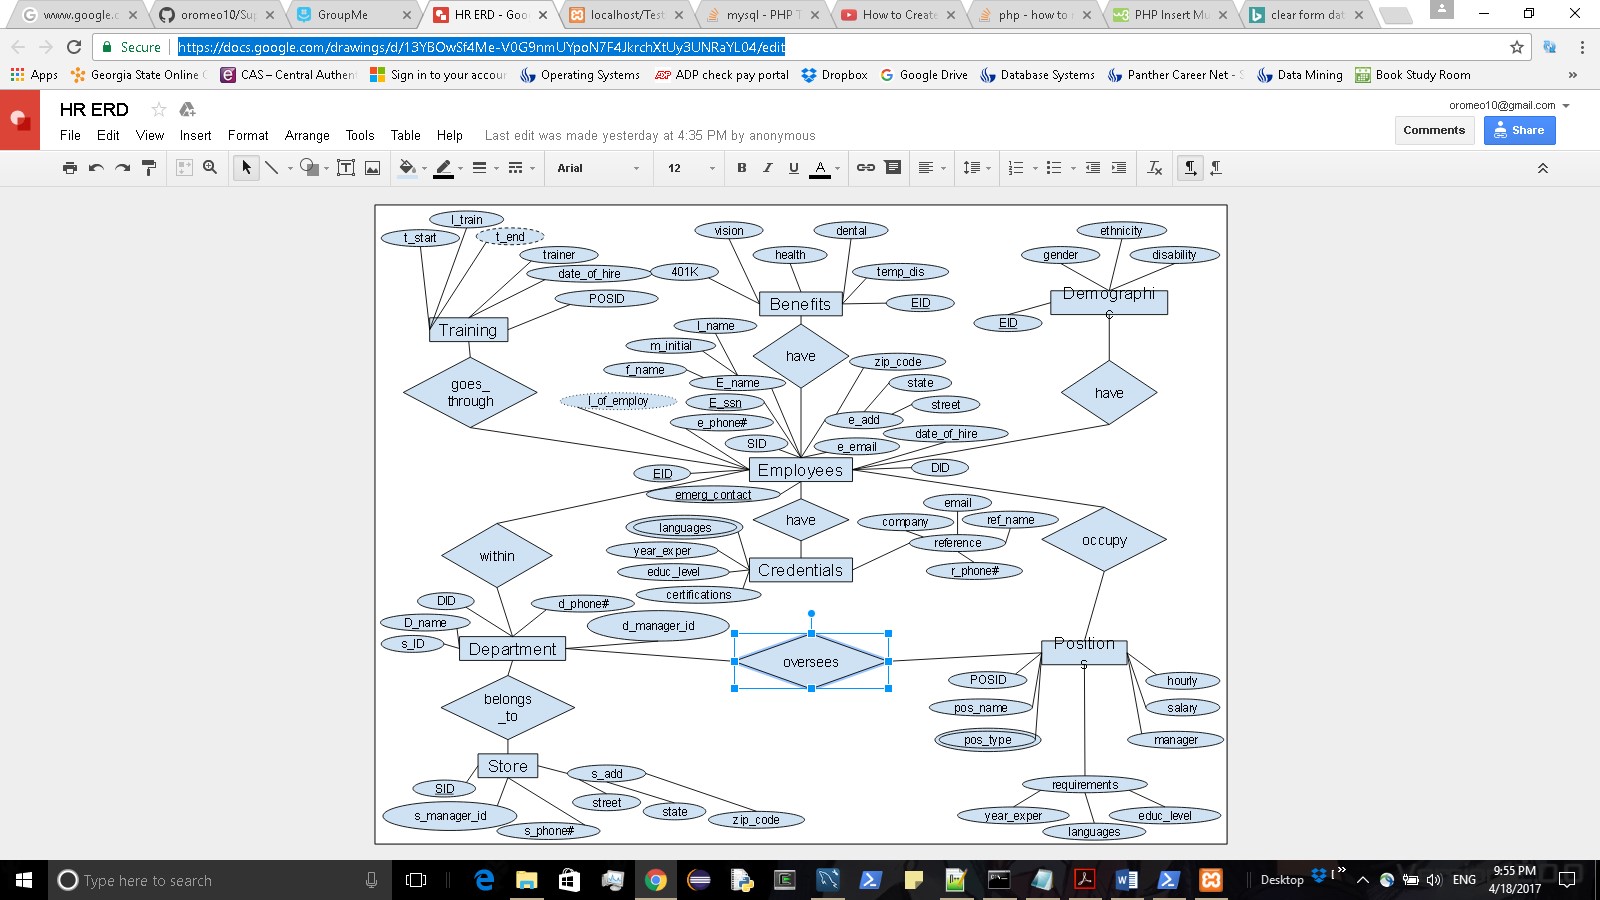 www.google.c
oromeo10/Sup
GroupMe
HR ERD - Goo
localhost/Test
mysql - PHP T
How to Create
php - how to
PHP Insert Mu
clear form dat
Secure
https://docs.google.com/drawings/d/13YBOwSf4Me-V0G9nmUYpoN7F4JkrchXtUy3UNRaYL04/edit
Apps
Georgia State Online
CAS – Central Authen
Sign in to your accou
Operating Systems
ADP check pay portal
Dropbox
Google Drive
Database Systems
Panther Career Net -
Data Mining
Book Study Room
HR ERD
oromeo10@gmail.com
File Edit View Insert Format Arrange Tools Table Help
Last edit was made yesterday at 4:35 PM by anonymous
Comments
Share
Arial
12
B I U A
l_train
t_start
t_end
trainer
date_of_hire
POSID
Training
goes_
through
vision
dental
health
401K
temp_dis
EID
Benefits
have
ethnicity
gender
disability
EID
Demographi
c
have
l_name
m_initial
f_name
E_name
l_of_employ
E_ssn
e_phone#
SID
EID
emerg_contact
zip_code
state
street
e_add
date_of_hire
e_email
DID
Employees
have
languages
year_exper
educ_level
certifications
Credentials
email
company
ref_name
reference
r_phone#
occupy
within
DID
d_phone#
D_name
d_manager_id
s_ID
Department
oversees
Position
s
POSID
pos_name
pos_type
hourly
salary
manager
requirements
year_exper
educ_level
languages
belongs
_to
Store
SID
s_manager_id
s_phone#
s_add
street
state
zip_code
Type here to search
Desktop
ENG
9:55 PM
4/18/2017